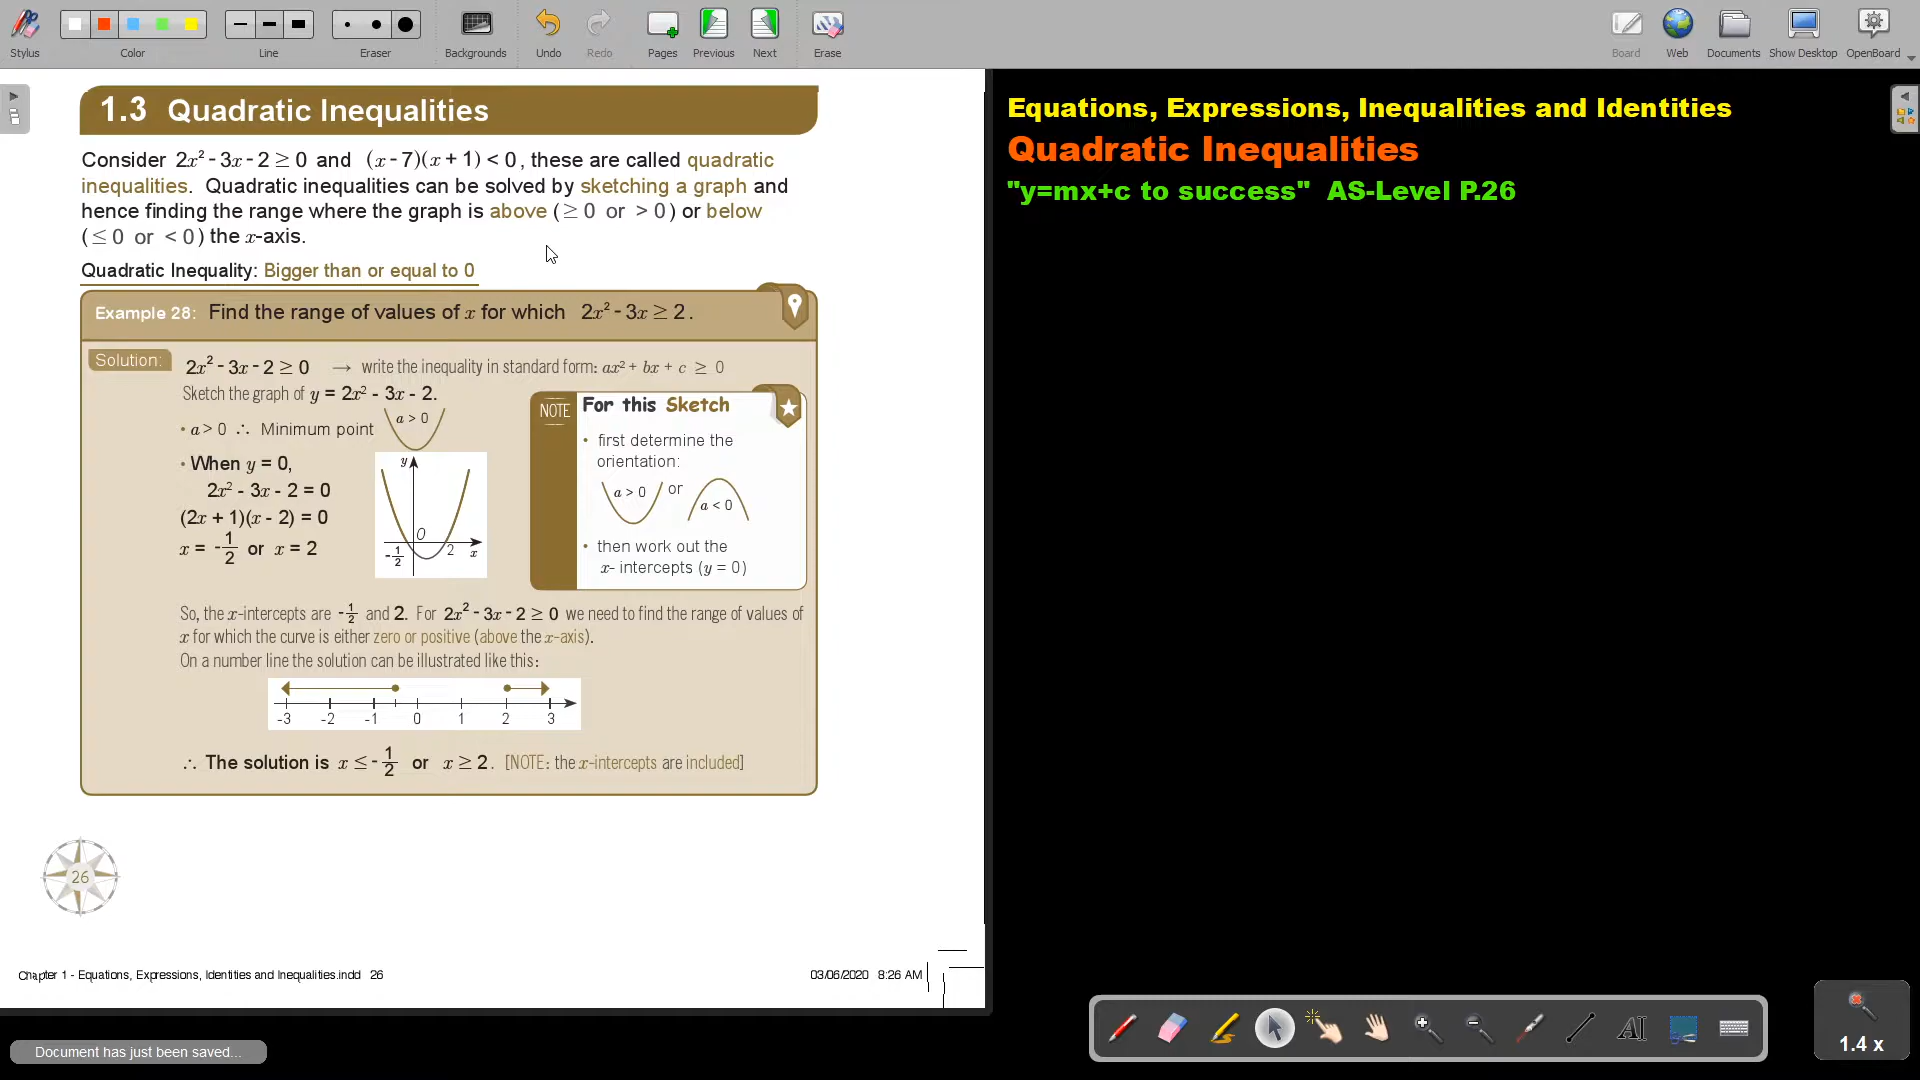 Stylus
Color
Line
Eraser
Backgrounds
Undo
Redo
Pages
Previous
Next
Erase
Board
Web
Documents
Show Desktop
OpenBoard
1.3 Quadratic Inequalities
Consider 2x² - 3x - 2 ≥ 0 and (x - 7)(x + 1) < 0, these are called quadratic
inequalities. Quadratic inequalities can be solved by sketching a graph and
hence finding the range where the graph is above (≥ 0 or > 0) or below
(≤ 0 or < 0) the x-axis.
Quadratic Inequality: Bigger than or equal to 0
Example 28: Find the range of values of x for which 2x² - 3x ≥ 2.
Solution:
2x² - 3x - 2 ≥ 0 → write the inequality in standard form: ax² + bx + c ≥ 0
Sketch the graph of y = 2x² - 3x - 2.
• a > 0 ∴ Minimum point
a > 0
• When y = 0,
2x² - 3x - 2 = 0
(2x + 1)(x - 2) = 0
x = -1/2 or x = 2
y
O
-1/2
2
x
NOTE
For this Sketch
• first determine the
orientation:
a > 0
or
a < 0
• then work out the
x- intercepts (y = 0)
So, the x-intercepts are -1/2 and 2. For 2x² - 3x - 2 ≥ 0 we need to find the range of values of
x for which the curve is either zero or positive (above the x-axis).
On a number line the solution can be illustrated like this:
-3 -2 -1 0 1 2 3
∴ The solution is x ≤ -1/2 or x ≥ 2. [NOTE: the x-intercepts are included]
26
Chapter 1 - Equations, Expressions, Identities and Inequalities.indd 26
03/06/2020 8:26 AM
Document has just been saved...
Equations, Expressions, Inequalities and Identities
Quadratic Inequalities
"y=mx+c to success" AS-Level P.26
AI
1.4 x